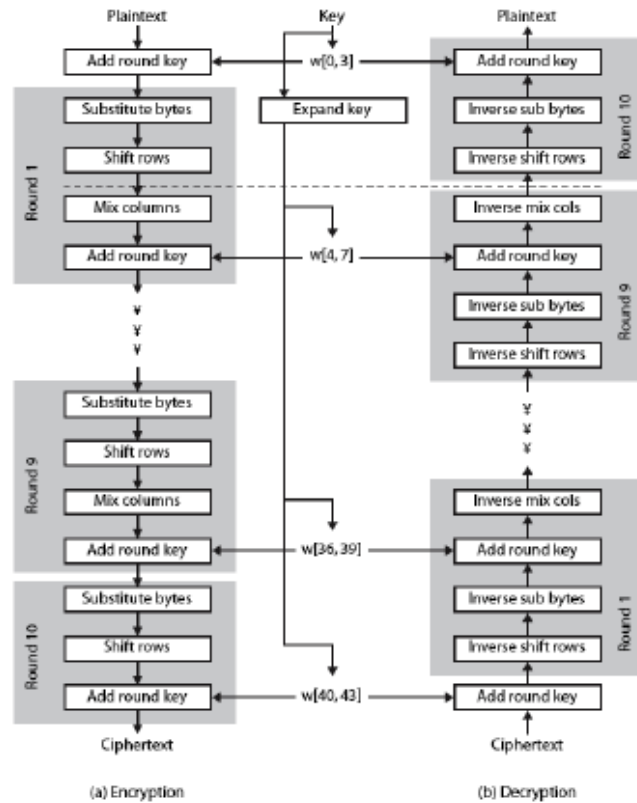 Plaintext
Add round key
Substitute bytes
Shift rows
Mix columns
Add round key
Round 1
¥
¥
¥
Substitute bytes
Shift rows
Mix columns
Add round key
Round 9
Substitute bytes
Shift rows
Add round key
Round 10
Ciphertext
(a) Encryption
Key
w[0, 3]
Expand key
w[4, 7]
w[36, 39]
w[40, 43]
Plaintext
Add round key
Inverse sub bytes
Inverse shift rows
Round 10
Inverse mix cols
Add round key
Inverse sub bytes
Inverse shift rows
Round 9
¥
¥
¥
Inverse mix cols
Add round key
Inverse sub bytes
Inverse shift rows
Round 1
Add round key
Ciphertext
(b) Decryption